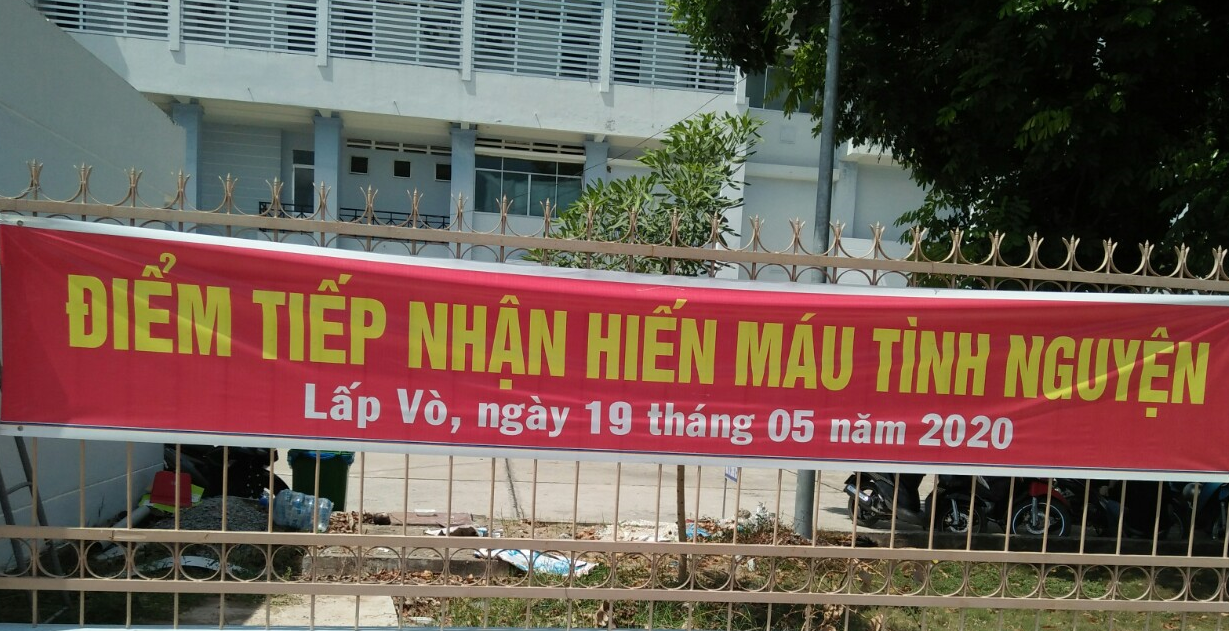 ĐIỂM TIẾP NHẬN HIẾN MÁU TÌNH NGUYỆN
Lấp Vò, ngày 19 tháng 05 năm 2020